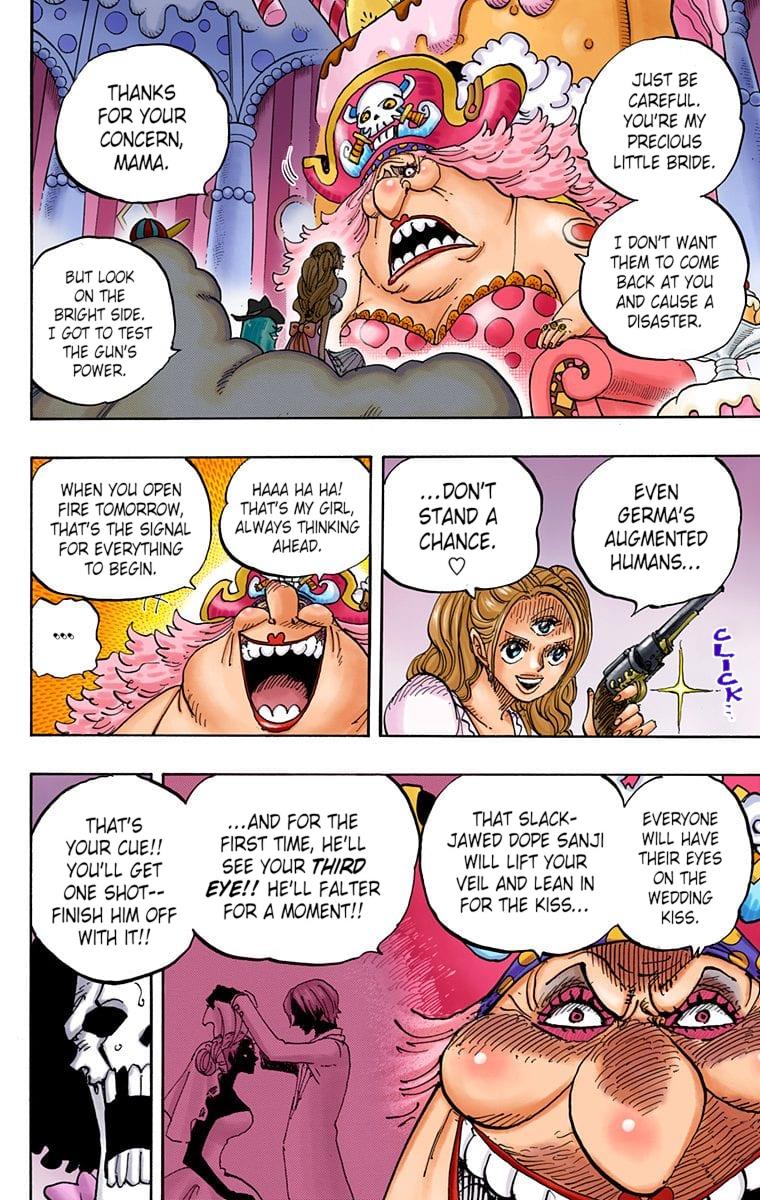 JUST BE
CAREFUL.
YOU'RE MY
PRECIOUS
LITTLE BRIDE.
I DON'T WANT
THEM TO COME
BACK AT YOU
AND CAUSE A
DISASTER.
THANKS
FOR YOUR
CONCERN,
MAMA.
BUT LOOK
ON THE
BRIGHT SIDE.
I GOT TO TEST
THE GUN'S
POWER.
EVEN
GERMA'S
AUGMENTED
HUMANS...
...DON'T
STAND A
CHANCE.
♡
CLICK
HAAA HA HA!
THAT'S MY GIRL,
ALWAYS THINKING
AHEAD.
WHEN YOU OPEN
FIRE TOMORROW,
THAT'S THE SIGNAL
FOR EVERYTHING
TO BEGIN.
...
EVERYONE
WILL HAVE
THEIR EYES
ON THE
WEDDING
KISS.
THAT SLACK-
JAWED DOPE SANJI
WILL LIFT YOUR
VEIL AND LEAN IN
FOR THE KISS...
...AND FOR THE
FIRST TIME, HE'LL
SEE YOUR THIRD
EYE!! HE'LL FALTER
FOR A MOMENT!!
THAT'S
YOUR CUE!!
YOU'LL GET
ONE SHOT--
FINISH HIM OFF
WITH IT!!